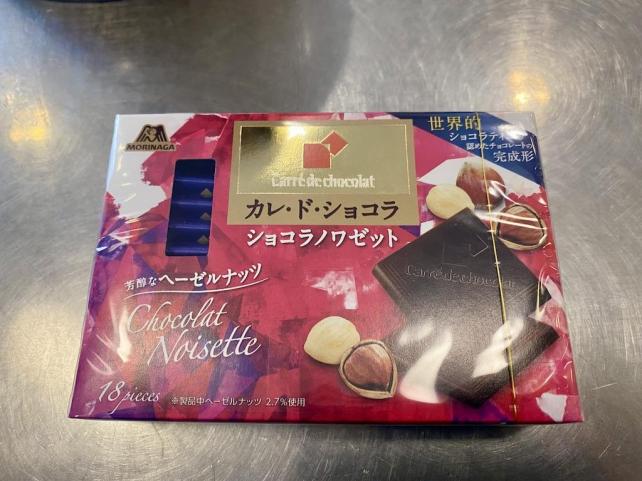 MORINAGA
Carré de chocolat
カレ・ド・ショコラ
ショコラノワゼット
世界的
ショコラティエ
認めたチョコレートの
完成形
芳醇なヘーゼルナッツ
Chocolat
Noisette
18 pieces
※製品中ヘーゼルナッツ 2.7%使用
Carré de chocolat